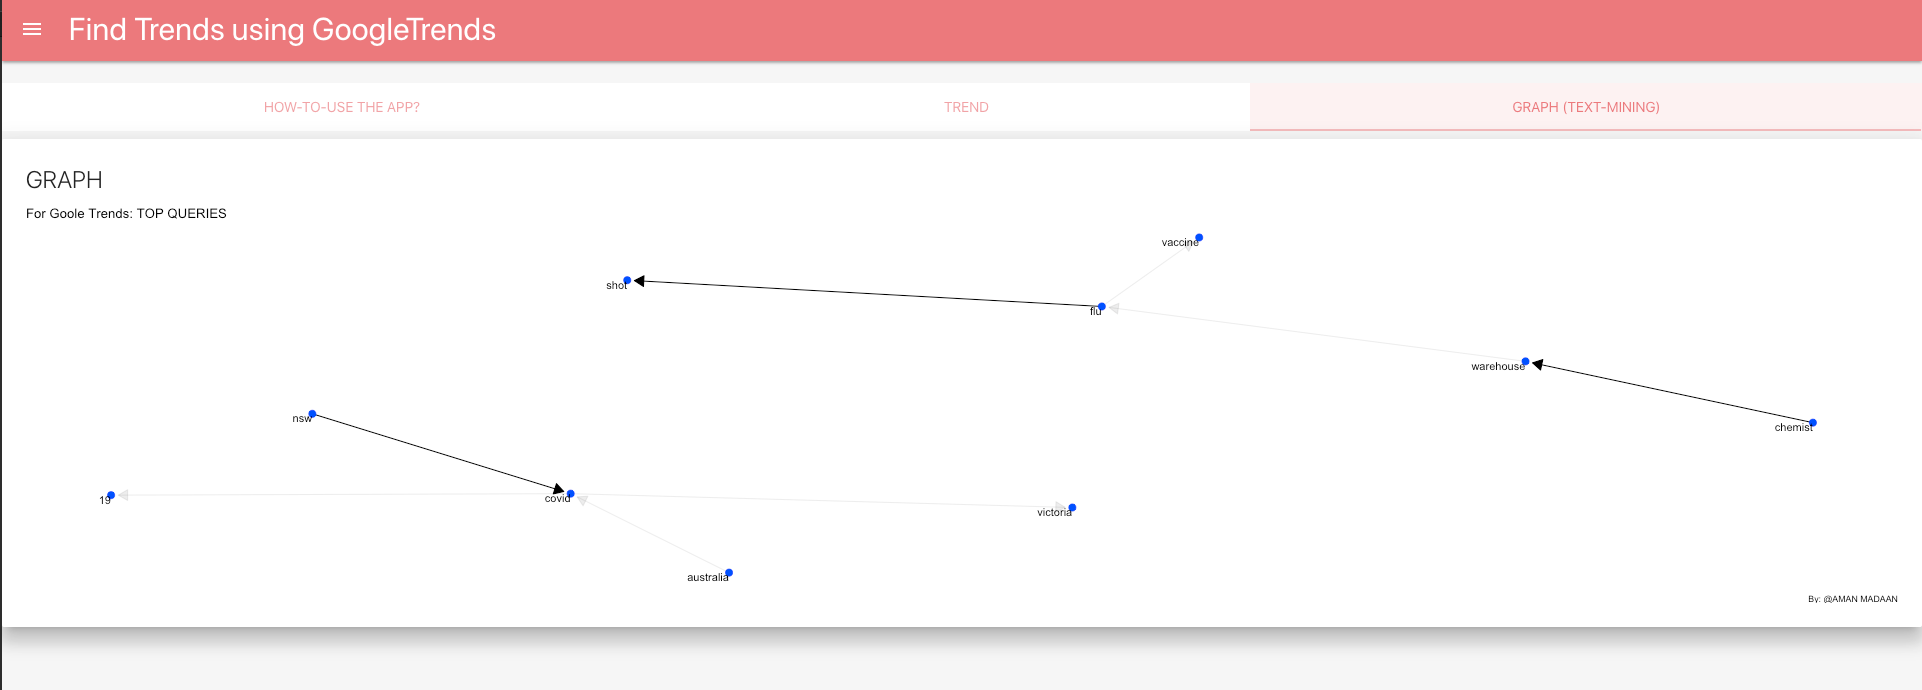 Find Trends using GoogleTrends
HOW-TO-USE THE APP?
TREND
GRAPH (TEXT-MINING)
GRAPH
For Goole Trends: TOP QUERIES
vaccine
shot
flu
warehouse
nsw
chemist
19
covid
victoria
australia
By: @AMAN MADAAN